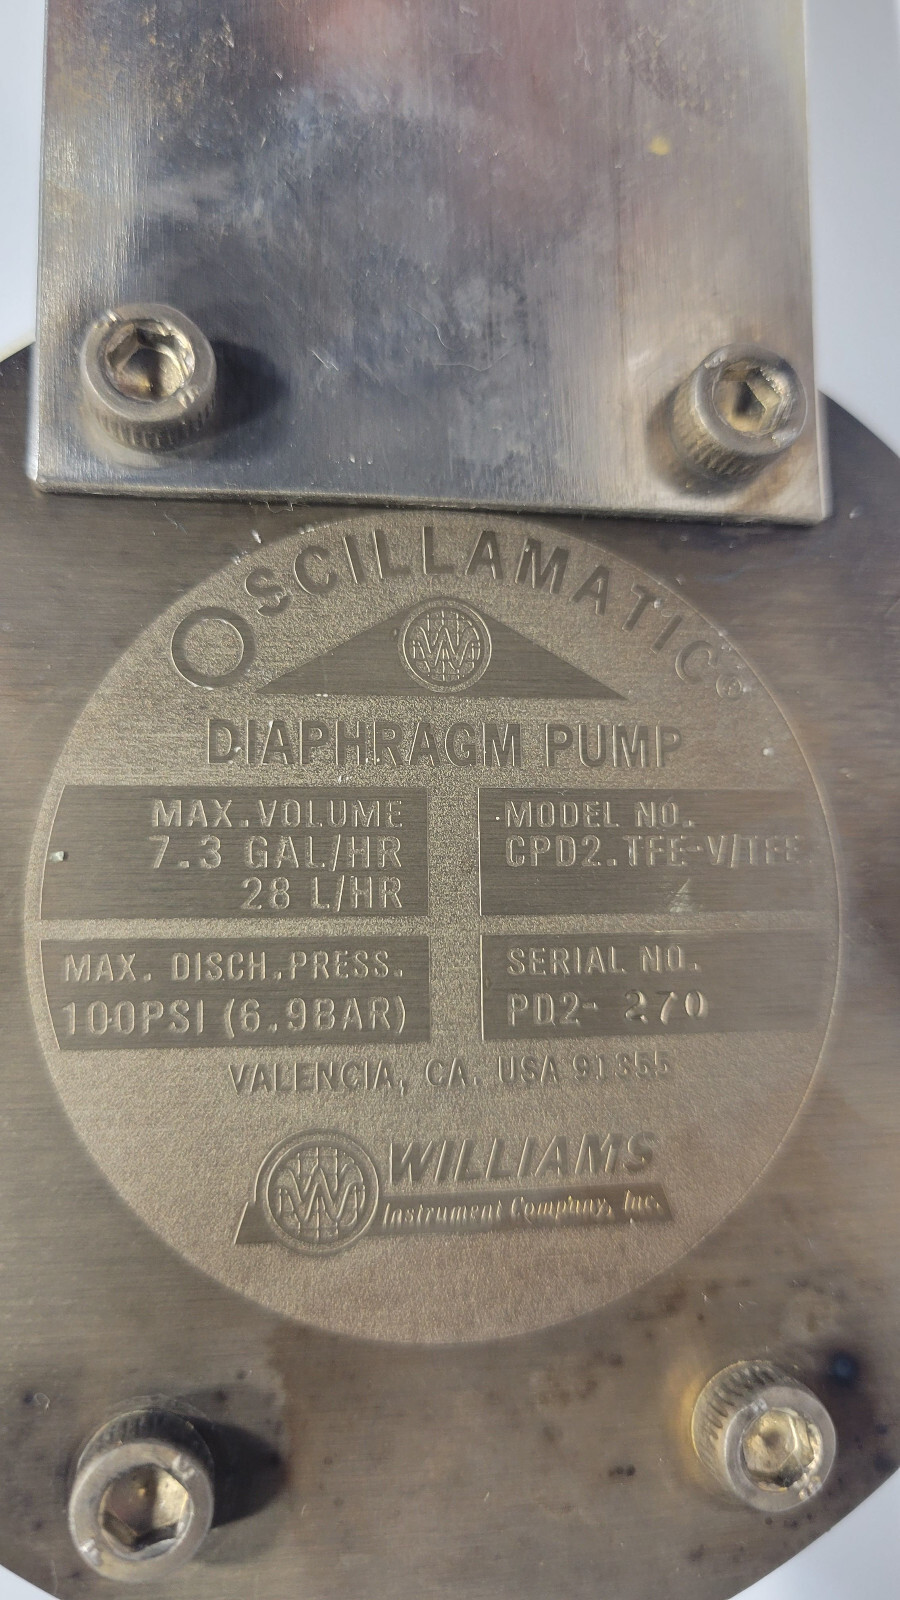 OSCILLAMATIC®
DIAPHRAGM PUMP
MAX. VOLUME
7.3 GAL/HR
28 L/HR
MODEL NO.
CPD2.TFE-V/TFE
MAX. DISCH. PRESS.
100PSI (6.9BAR)
SERIAL NO.
PD2- 270
VALENCIA, CA. USA 91355
W WILLIAMS
Instrument Company, Inc.